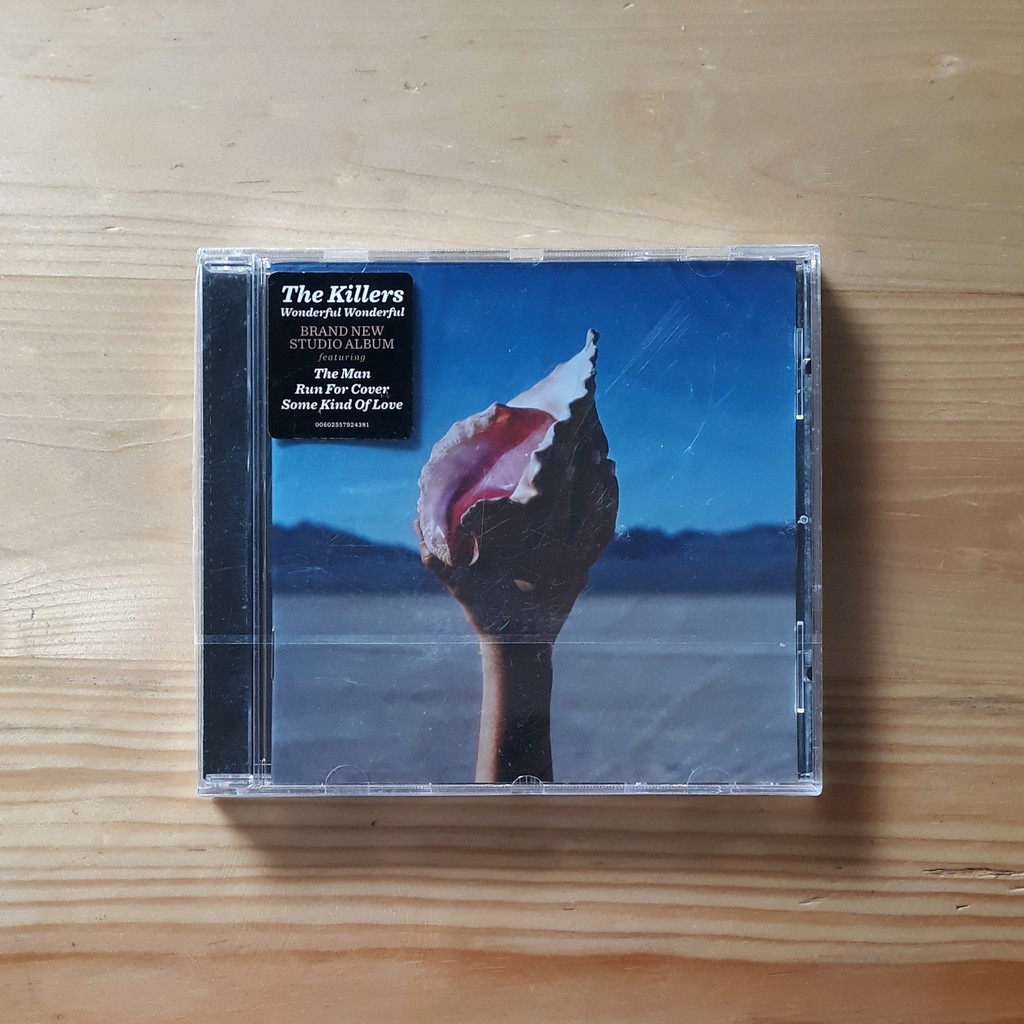 The Killers
Wonderful Wonderful
BRAND NEW
STUDIO ALBUM
featuring
The Man
Run For Cover
Some Kind Of Love
00602557924381